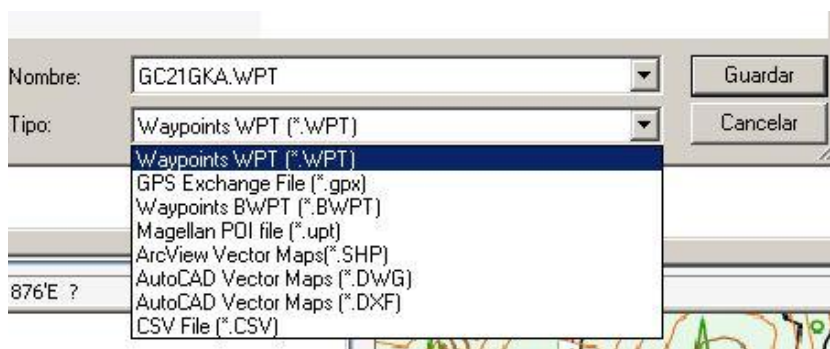 Nombre: GC21GKA.WPT Guardar
Tipo: Waypoints WPT (*.WPT) Cancelar
Waypoints WPT (*.WPT)
GPS Exchange File (*.gpx)
Waypoints BWPT (*.BWPT)
Magellan POI file (*.upt)
ArcView Vector Maps(*.SHP)
AutoCAD Vector Maps (*.DWG)
876'E ?
AutoCAD Vector Maps (*.DXF)
CSV File (*.CSV)